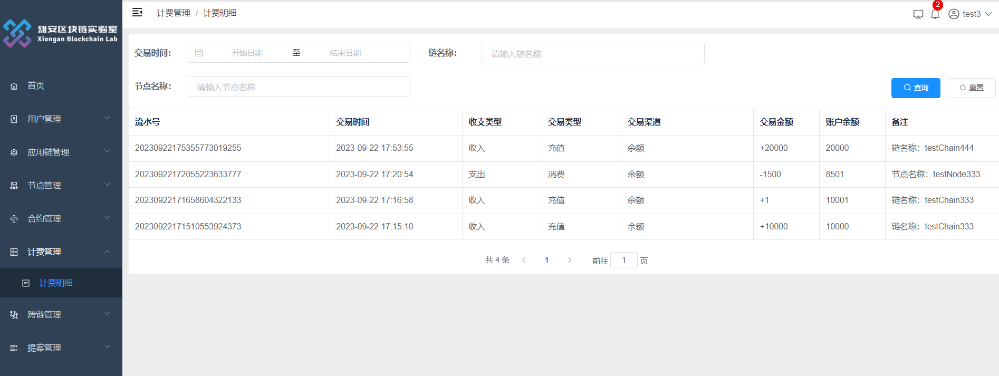 雄安区块链实验室
Xiongan Blockchain Lab
首页
用户管理
应用链管理
节点管理
合约管理
计费管理
计费明细
跨链管理
提案管理
计费管理 / 计费明细
2
test3
交易时间： 开始日期 至 结束日期 链名称： 请输入链名称
节点名称： 请输入节点名称 查询 重置
流水号 交易时间 收支类型 交易类型 交易渠道 交易金额 账户余额 备注
20230922175355773019255 2023-09-22 17:53:55 收入 充值 余额 +20000 20000 链名称：testChain444
20230922172055223633777 2023-09-22 17:20:54 支出 消费 余额 -1500 8501 节点名称：testNode333
20230922171658604322133 2023-09-22 17:16:58 收入 充值 余额 +1 10001 链名称：testChain333
20230922171510553924373 2023-09-22 17:15:10 收入 充值 余额 +10000 10000 链名称：testChain333
共 4 条 1 前往 1 页